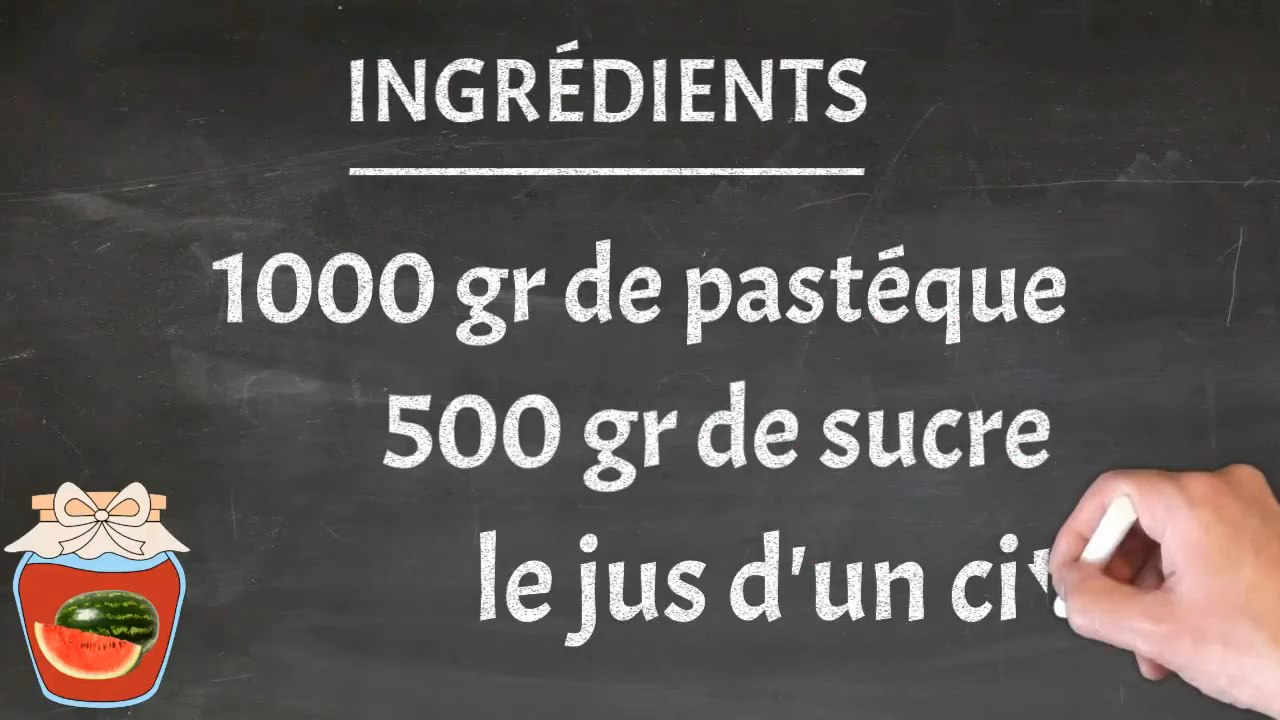 INGRÉDIENTS
1000 gr de pastéque
500 gr de sucre
le jus d'un